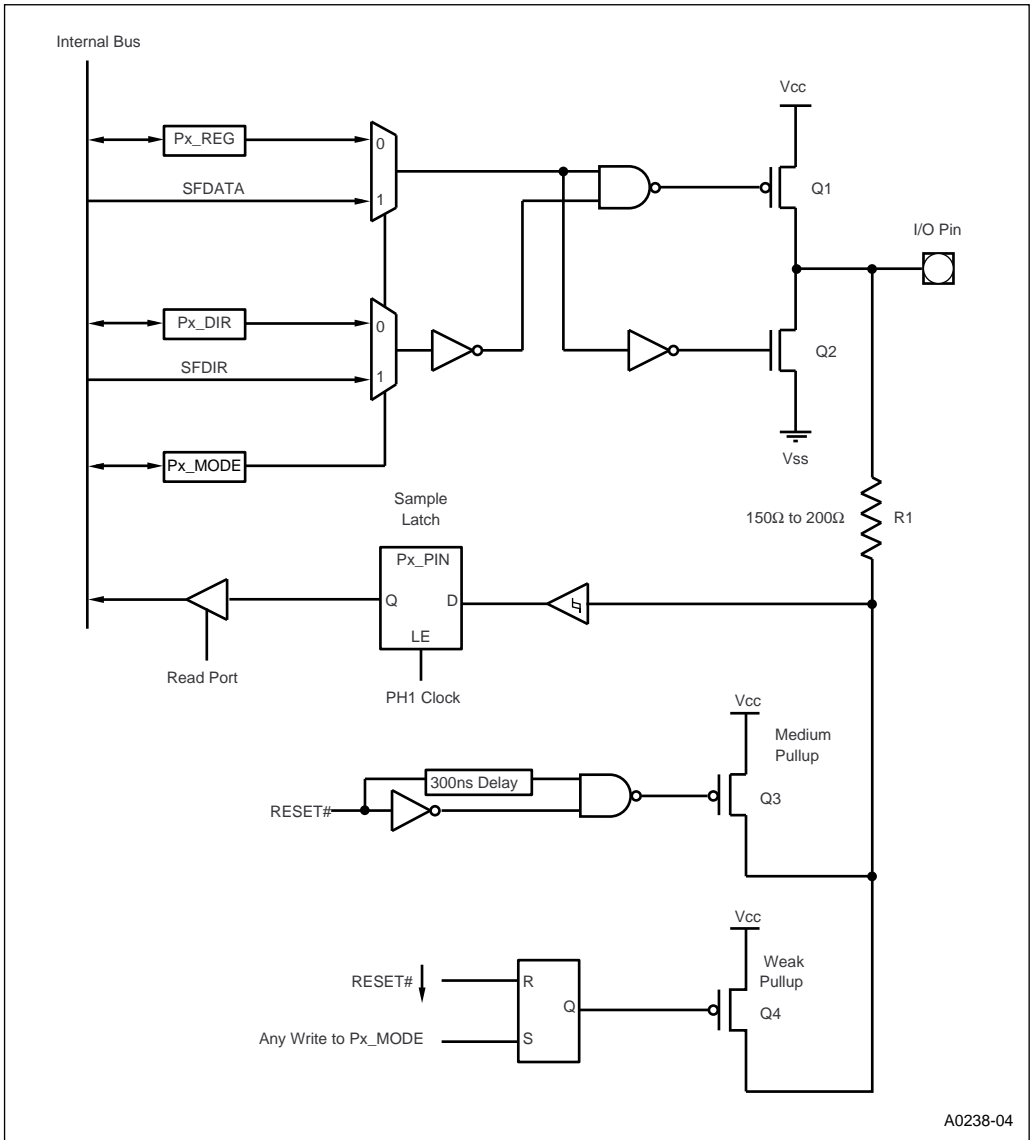 Internal Bus
Vcc
Px_REG
0
SFDATA
1
Q1
I/O Pin
Px_DIR
0
SFDIR
1
Q2
Px_MODE
Vss
Sample
Latch
150Ω to 200Ω
R1
Px_PIN
Q
D
LE
Read Port
PH1 Clock
Vcc
Medium
Pullup
300ns Delay
RESET#
Q3
Vcc
Weak
Pullup
RESET#
R
Q
Q4
Any Write to Px_MODE
S
A0238-04